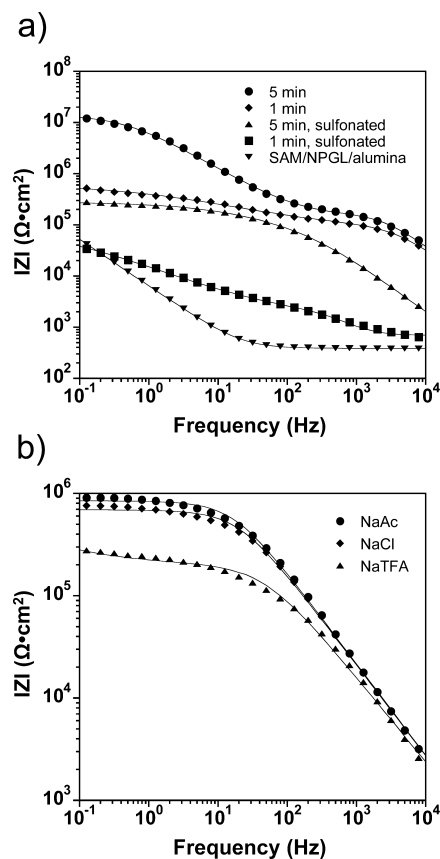 a)
10^8
10^7
10^6
10^5
10^4
10^3
10^2
|Z| (Ω•cm²)
5 min
1 min
5 min, sulfonated
1 min, sulfonated
SAM/NPGL/alumina
10^-1 10^0 10^1 10^2 10^3 10^4
Frequency (Hz)
b)
10^6
10^5
10^4
10^3
|Z| (Ω•cm²)
NaAc
NaCl
NaTFA
10^-1 10^0 10^1 10^2 10^3 10^4
Frequency (Hz)